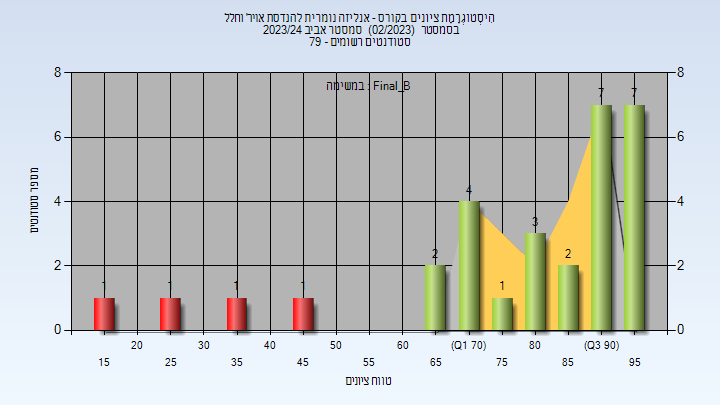 היסטוגרמת ציונים בקורס - אנליזה נומרית להנדסת אויר וחלל
בסמסטר (02/2023) סמסטר אביב 2023/24
סטודנטים רשומים - 79
במשימה : Final_B
מספר סטודנטים
8 8
6 6
4 4
2 2
0 0
1 1 1 1 2 4 1 3 2 7 7
20 30 40 50 60 (Q1 70) 80 (Q3 90)
15 25 35 45 55 65 75 85 95
טווח ציונים